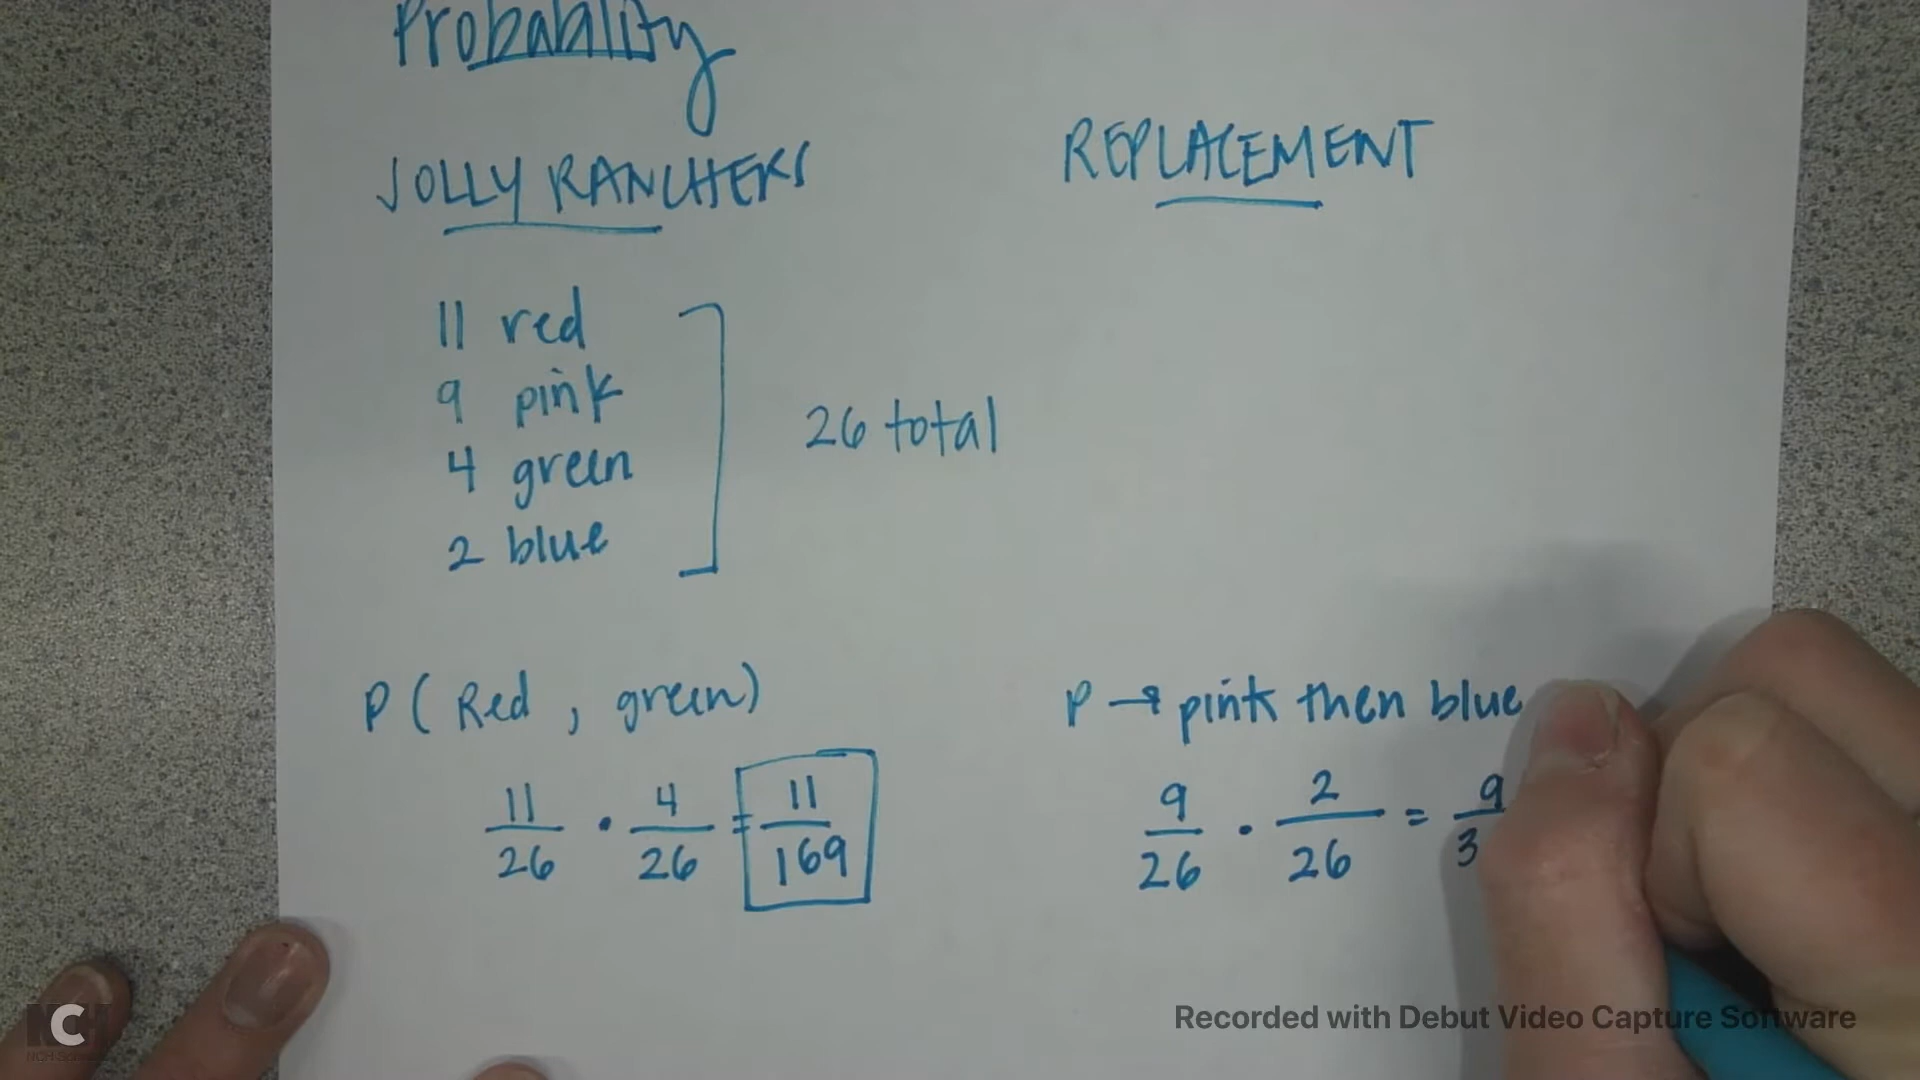 Probability
JOLLY RANCHERS
REPLACEMENT
11 red
9 pink
4 green
2 blue
26 total
P ( Red , green)
11/26 • 4/26 = 11/169
P → pink then blue
9/26 • 2/26 = 9/3
NCH
Recorded with Debut Video Capture Software